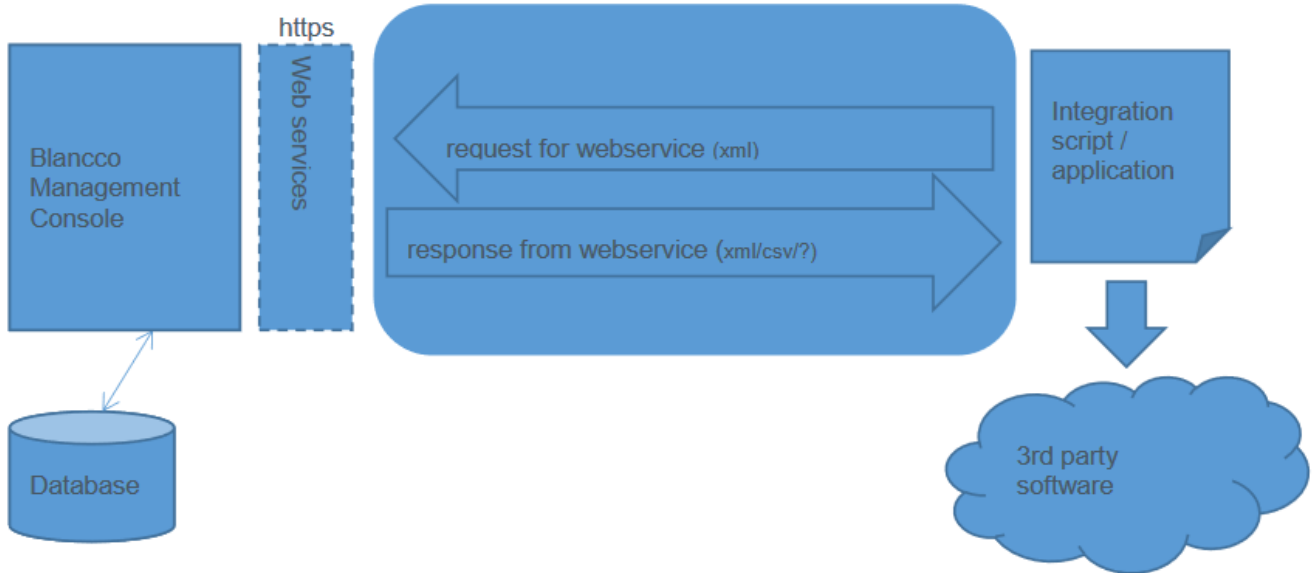 https
Web services
Blancco
Management
Console
request for webservice (xml)
response from webservice (xml/csv/?)
Integration
script /
application
Database
3rd party
software